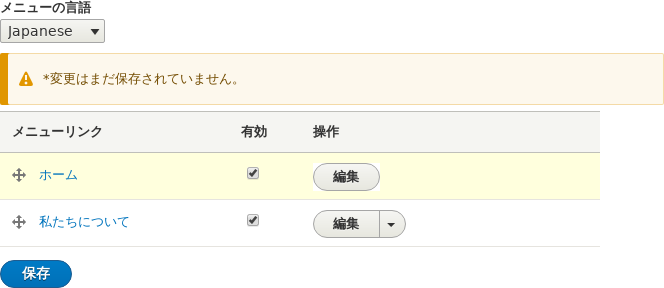 メニューの言語
Japanese
*変更はまだ保存されていません。
メニューリンク 有効 操作
ホーム 編集
私たちについて 編集
保存